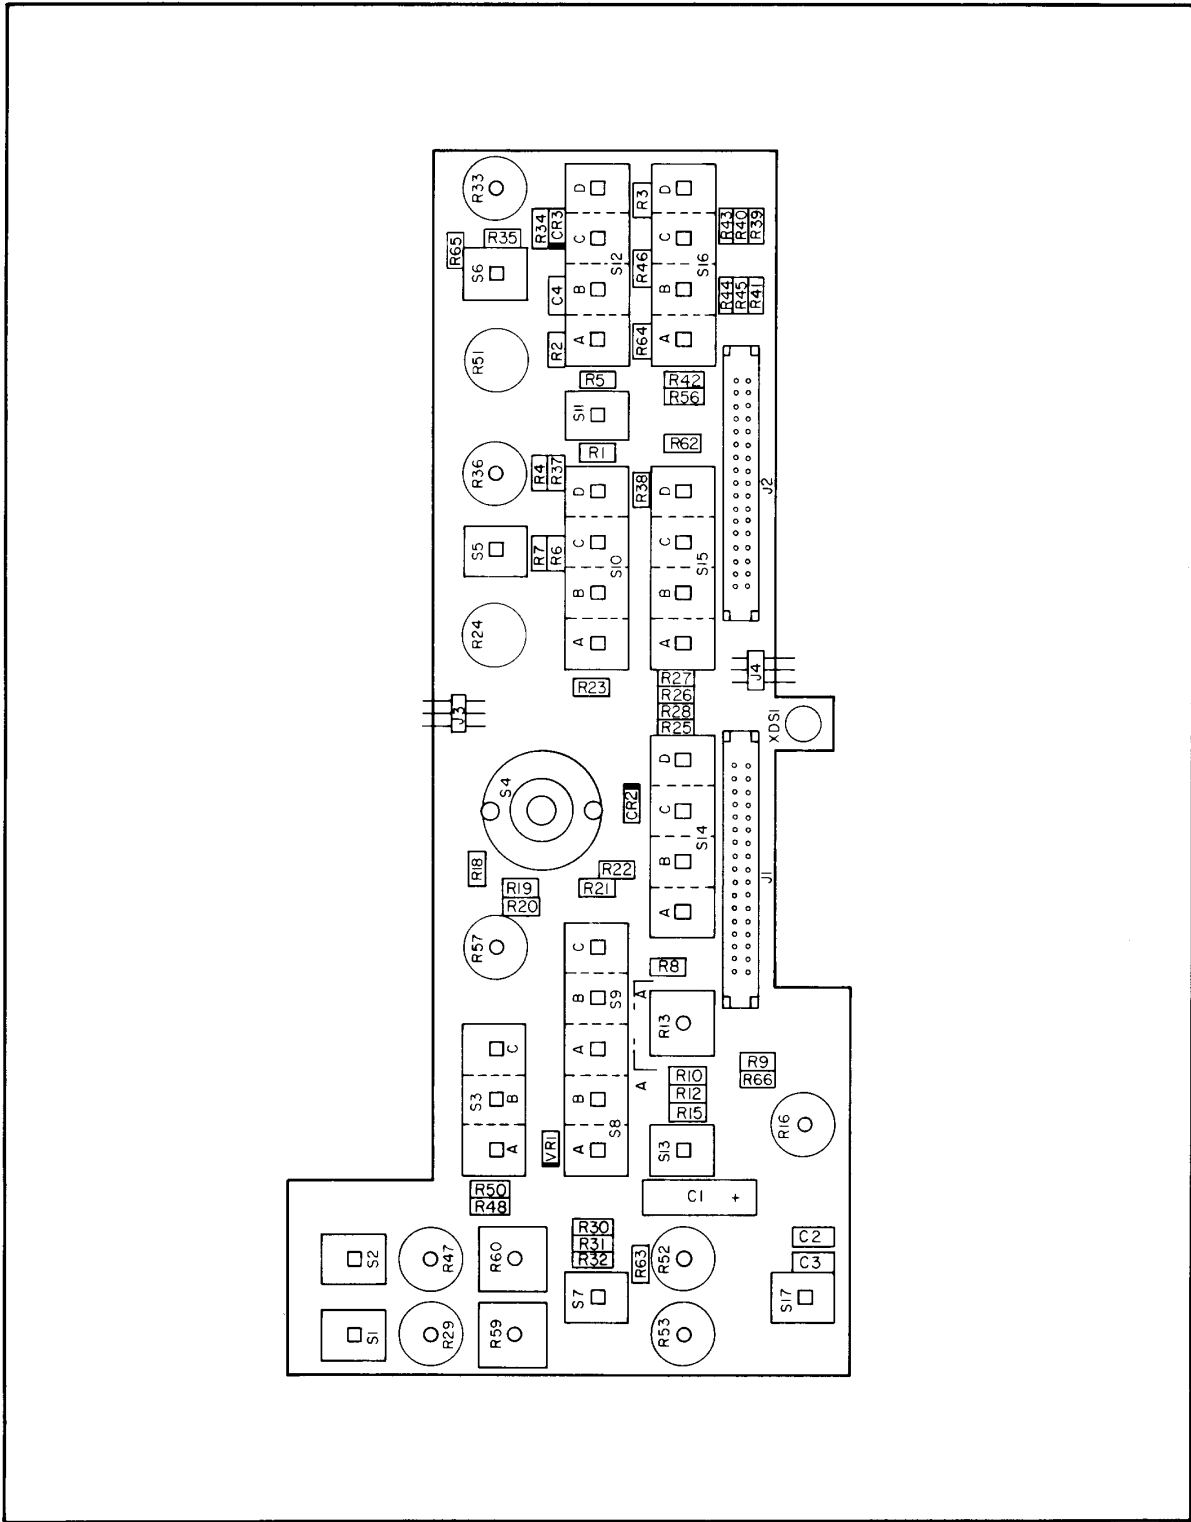 R33
R65
R35
S6
R34
CR3
D
C
B
A
S12
C4
R2
R3
R46
R64
D
C
B
A
S16
R43
R40
R39
R44
R45
R41
R51
R5
S11
R1
R42
R56
R62
J2
R36
R4
R37
S5
R7
R6
R24
D
C
B
A
S10
R38
D
C
B
A
S15
R23
R27
R26
R28
R25
J4
J3
XDS1
S4
CR2
D
C
B
A
S14
R18
R19
R20
R22
R21
J1
R57
C
B
S9
A
B
S8
A
R8
A
R13
A
S3
C
B
A
VR1
R10
R12
R15
R9
R66
S13
R16
R50
R48
C1 +
S2
R47
R60
R30
R31
R32
R63
R52
C2
C3
S1
R29
R59
S7
R53
S17